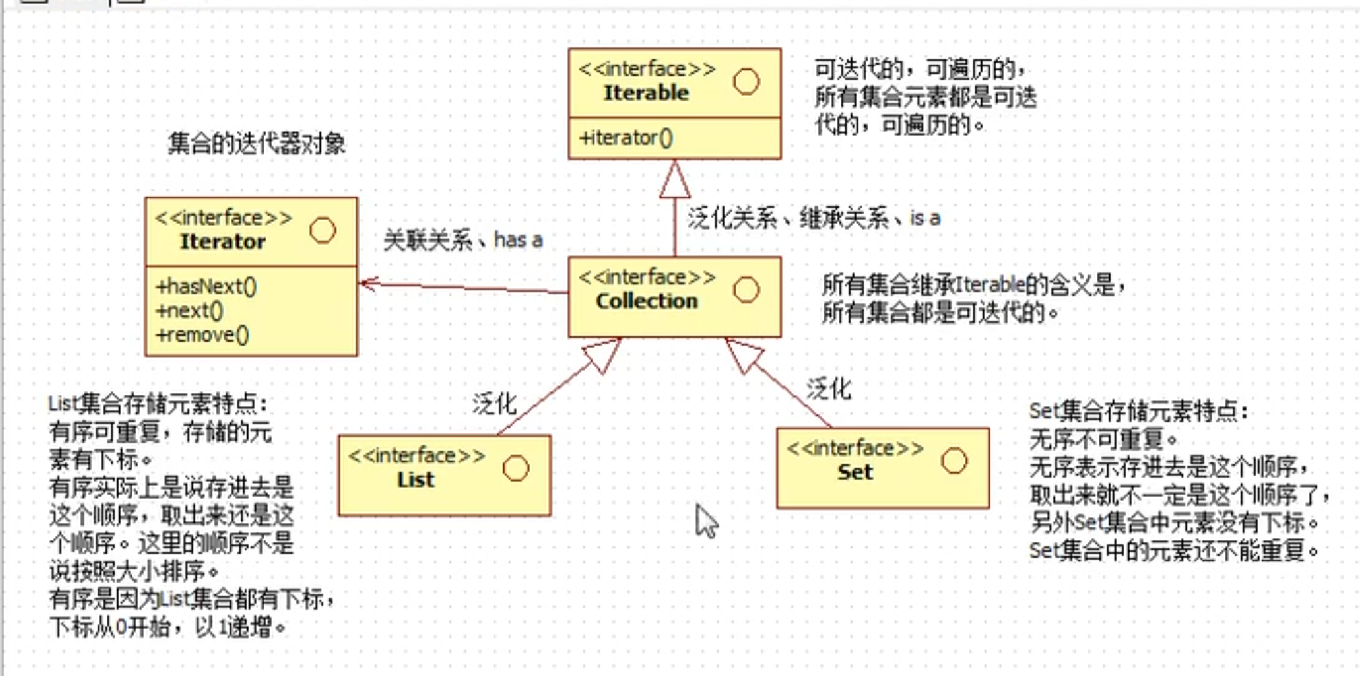 <<interface>>
Iterable
+iterator()
可迭代的，可遍历的，
所有集合元素都是可迭
代的，可遍历的。
集合的迭代器对象
<<interface>>
Iterator
+hasNext()
+next()
+remove()
关联关系、has a
泛化关系、继承关系、is a
<<interface>>
Collection
所有集合继承Iterable的含义是，
所有集合都是可迭代的。
泛化
泛化
List集合存储元素特点：
有序可重复，存储的元
素有下标。
有序实际上是说存进去是
这个顺序，取出来还是这
个顺序。这里的顺序不是
说按照大小排序。
有序是因为List集合都有下标，
下标从0开始，以1递增。
<<interface>>
List
<<interface>>
Set
Set集合存储元素特点：
无序不可重复。
无序表示存进去是这个顺序，
取出来就不一定是这个顺序了，
另外Set集合中元素没有下标。
Set集合中的元素还不能重复。